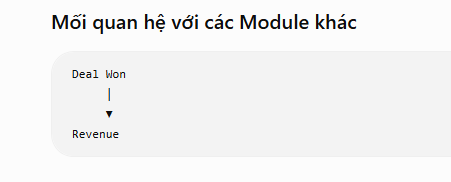 Mối quan hệ với các Module khác
Deal Won
|
▼
Revenue